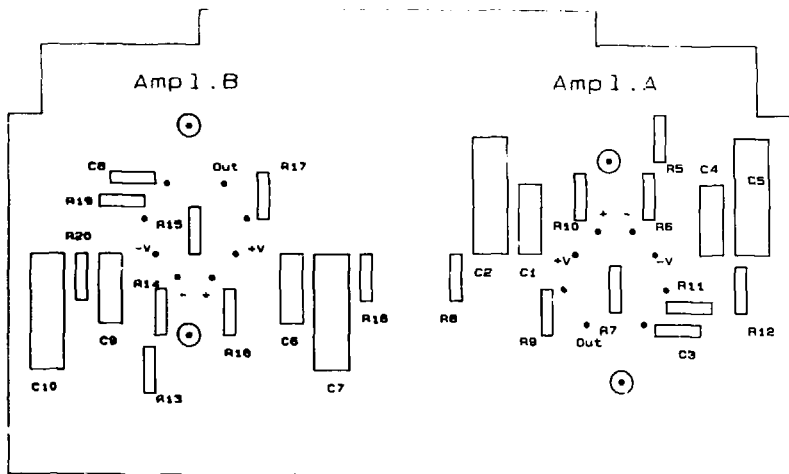 Ampl.B
Ampl.A
C8
Out
R17
R5
C4
C5
R19
R15
R10
+
-
R6
R20
-V
+V
+V
-V
R14
-
+
C2
C1
R11
R16
R8
R9
R7
R12
C9
R18
C6
Out
C3
C10
R13
C7